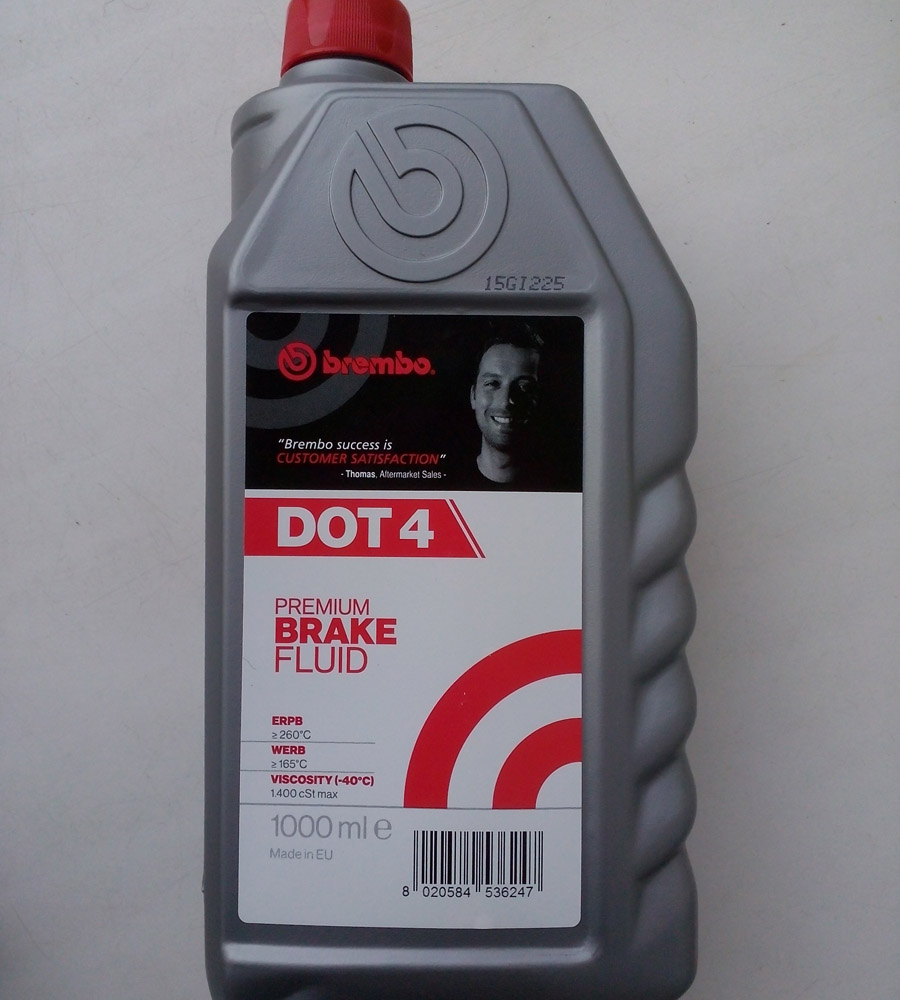 15GI225
brembo.
"Brembo success is
CUSTOMER SATISFACTION"
- Thomas, Aftermarket Sales -
DOT 4
PREMIUM
BRAKE
FLUID
ERPB
≥ 260°C
WERB
≥ 165°C
VISCOSITY (-40°C)
1.400 cSt max
1000 ml e
Made in EU
8 020584 536247